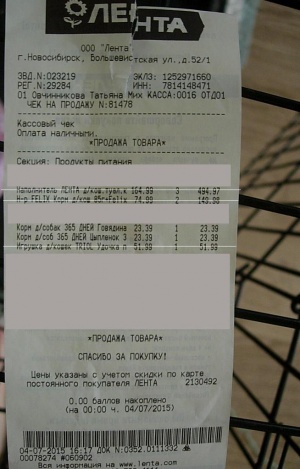 ЛЕНТА
ООО "Лента"
г.Новосибирск, Большевистская ул.,д.52/1
ЗВД.N:023219 ЭКЛЗ: 1252971660
РЕГ.N:29284 ИНН: 7814148471
01 Овчинникова Татьяна Мих КАССА:0016 ОТД01
ЧЕК НА ПРОДАЖУ N:81478
Кассовый чек
Оплата наличными.
*ПРОДАЖА ТОВАРА*
Секция: Продукты питания
Наполнитель ЛЕНТА д/кош.туал.к 164.99 3 494.97
Н-р FELIX Корм д/кош 85г*Felix 74.99 2 149.98
Корм д/собак 365 ДНЕЙ Говядина 23.39 1 23.39
Корм д/соб 365 ДНЕЙ Цыпленок 3 23.39 1 23.39
Игрушка д/кошек TRIOL Удочка п 51.99 1 51.99
*ПРОДАЖА ТОВАРА*
СПАСИБО ЗА ПОКУПКУ!
Цены указаны с учетом скидки по карте
постоянного покупателя ЛЕНТА 2130492
0.00 баллов накоплено
(на 00:00 ч. 04/07/2015)
04-07-2015 16:17 ДОК N:0352.0111332
00078274 #060902
Вся информация на www.lenta.com